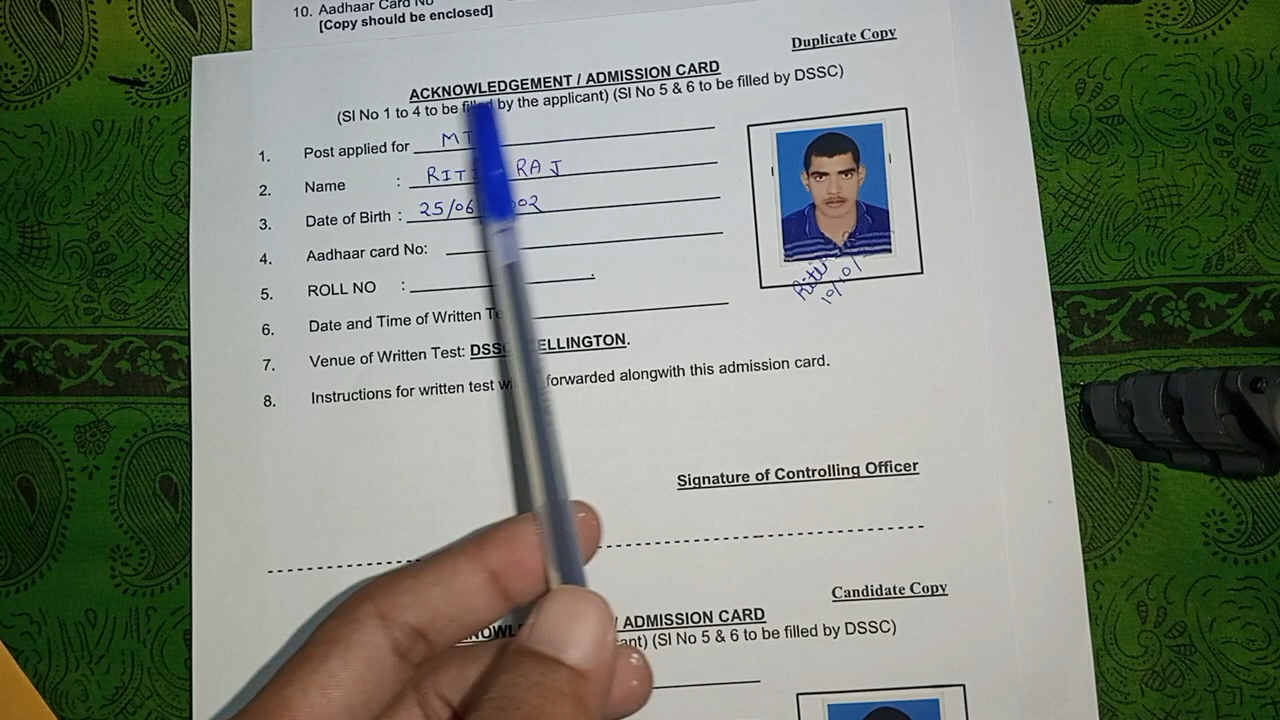 10. Aadhaar Card No
[Copy should be enclosed]
Duplicate Copy
ACKNOWLEDGEMENT / ADMISSION CARD
(Sl No 1 to 4 to be filled by the applicant) (Sl No 5 & 6 to be filled by DSSC)
1. Post applied for MT
2. Name : RAJ
3. Date of Birth : 25/06
4. Aadhaar card No:
5. ROLL NO :
6. Date and Time of Written
7. Venue of Written Test:
8. Instructions for written test forwarded alongwith this admission card.
Signature of Controlling Officer
Candidate Copy
/ ADMISSION CARD
(Sl No 5 & 6 to be filled by DSSC)